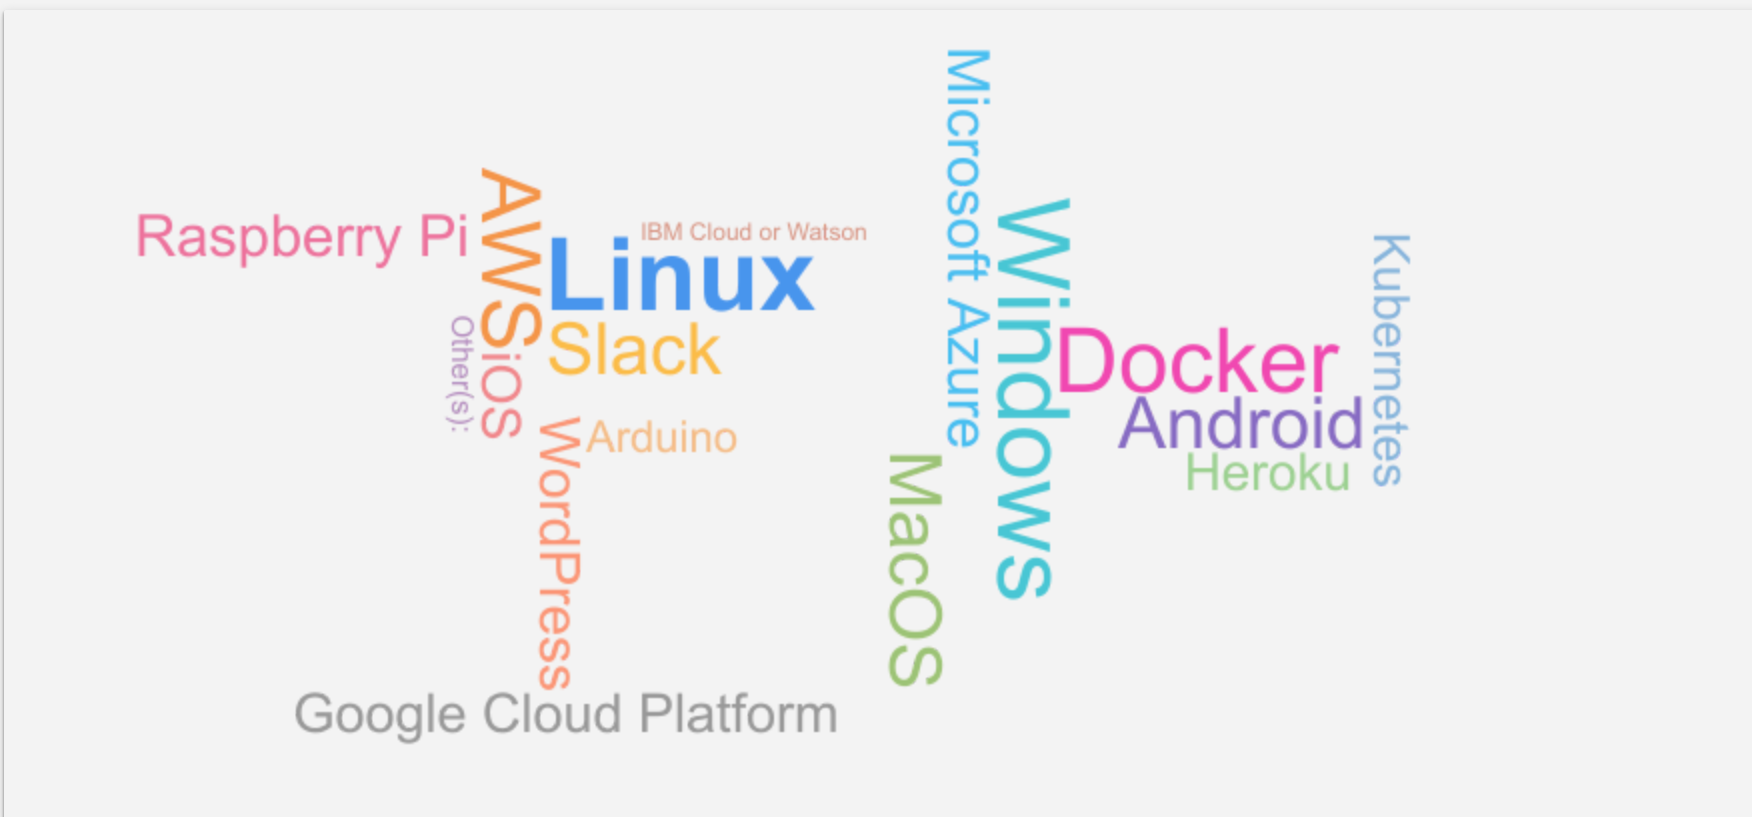 Microsoft Azure
AWS
Windows
Raspberry Pi
IBM Cloud or Watson
Linux
Kubernetes
Other(s):
Slack
Docker
iOS
Android
WordPress
Arduino
Heroku
MacOS
Google Cloud Platform